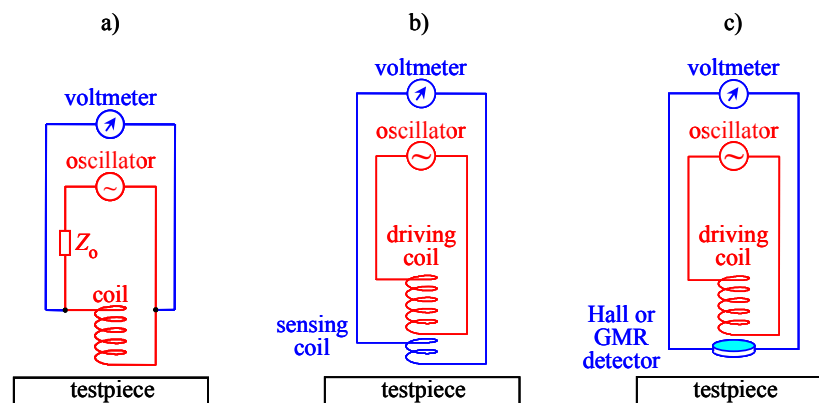 a)
voltmeter
oscillator
~
Zo
coil
testpiece
b)
voltmeter
oscillator
~
driving
coil
sensing
coil
testpiece
c)
voltmeter
oscillator
~
driving
coil
Hall or
GMR
detector
testpiece